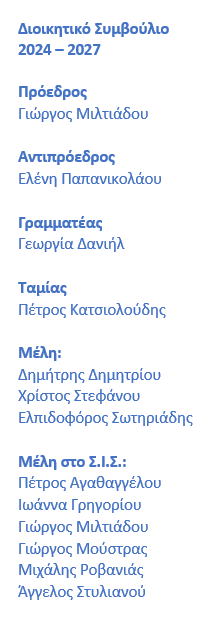 Διοικητικό Συμβούλιο
2024 – 2027
Πρόεδρος
Γιώργος Μιλτιάδου
Αντιπρόεδρος
Ελένη Παπανικολάου
Γραμματέας
Γεωργία Δανιήλ
Ταμίας
Πέτρος Κατσιολούδης
Μέλη:
Δημήτρης Δημητρίου
Χρίστος Στεφάνου
Ελπιδοφόρος Σωτηριάδης
Μέλη στο Σ.Ι.Σ.:
Πέτρος Αγαθαγγέλου
Ιωάννα Γρηγορίου
Γιώργος Μιλτιάδου
Γιώργος Μούστρας
Μιχάλης Ροβανιάς
Άγγελος Στυλιανού